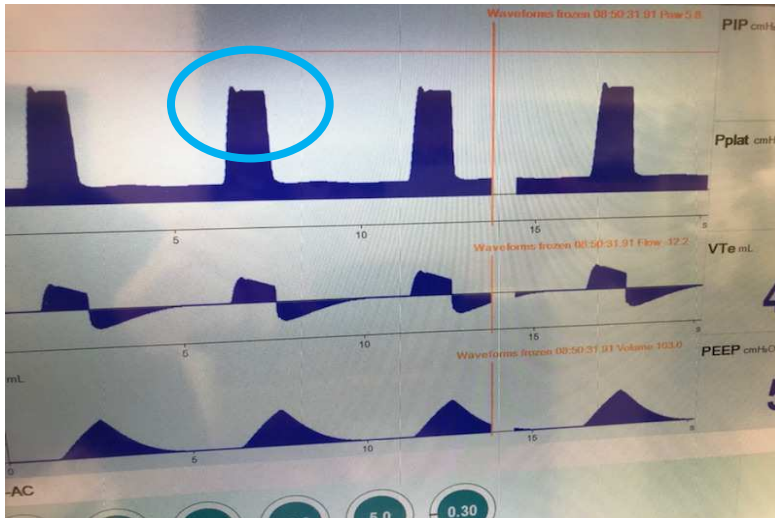 Waveforms frozen 08:50:31.91 Paw 5.8
PIP cmH₂
Pplat cmH
5
10
15
s
Waveforms frozen 08:50:31.91 Flow -12.2
VTe mL
5
10
15
s
Waveforms frozen 08:50:31.91 Volume 103.0
PEEP cmH₂O
mL
0
5
10
15
s
-AC
5.0
0.30